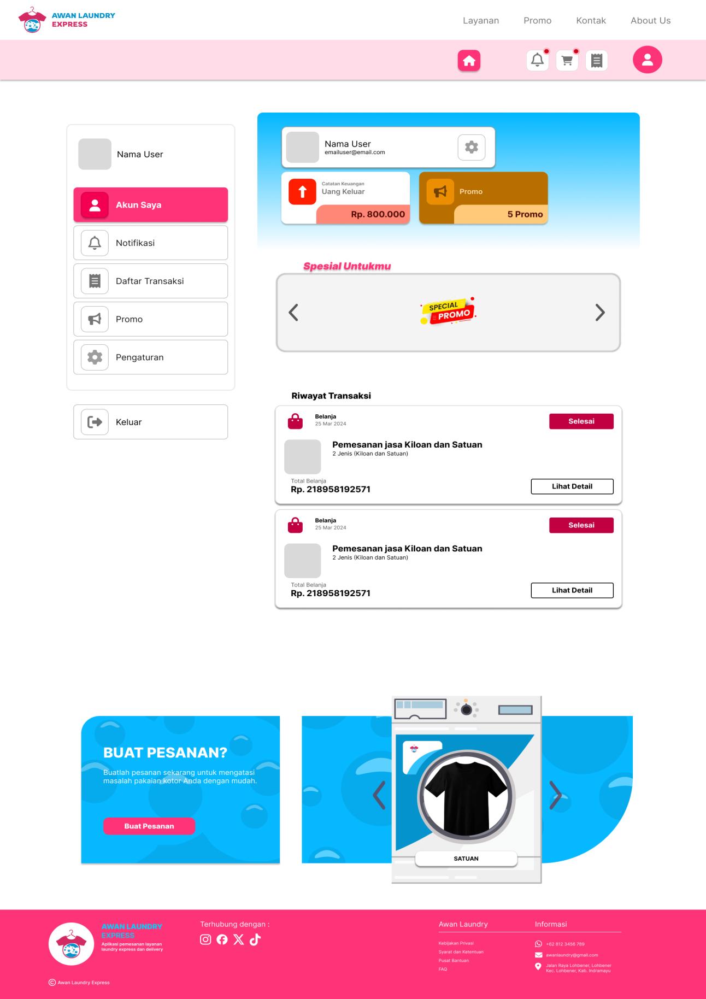 AWAN LAUNDRY
EXPRESS
Layanan
Promo
Kontak
About Us
Nama User
Akun Saya
Notifikasi
Daftar Transaksi
Promo
Pengaturan
Keluar
Nama User
emailuser@email.com
Catatan Keuangan
Uang Keluar
Rp. 800.000
Promo
5 Promo
Spesial Untukmu
SPECIAL
PROMO
Riwayat Transaksi
Belanja
25 Mar 2024
Selesai
Pemesanan jasa Kiloan dan Satuan
2 Jenis (Kiloan dan Satuan)
Total Belanja
Rp. 218958192571
Lihat Detail
Belanja
25 Mar 2024
Selesai
Pemesanan jasa Kiloan dan Satuan
2 Jenis (Kiloan dan Satuan)
Total Belanja
Rp. 218958192571
Lihat Detail
BUAT PESANAN?
Buatlah pesanan sekarang untuk mengatasi
masalah pakaian kotor Anda dengan mudah.
Buat Pesanan
SATUAN
AWAN LAUNDRY
EXPRESS
Aplikasi pemesanan layanan
laundry express dan delivery
© Awan Laundry Express
Terhubung dengan :
Awan Laundry
Kebijakan Privasi
Syarat dan Ketentuan
Pusat Bantuan
FAQ
Informasi
+62 812 3456 789
awanlaundry@gmail.com
Jalan Raya Lohbener, Lohbener
Kec. Lohbener, Kab. Indramayu